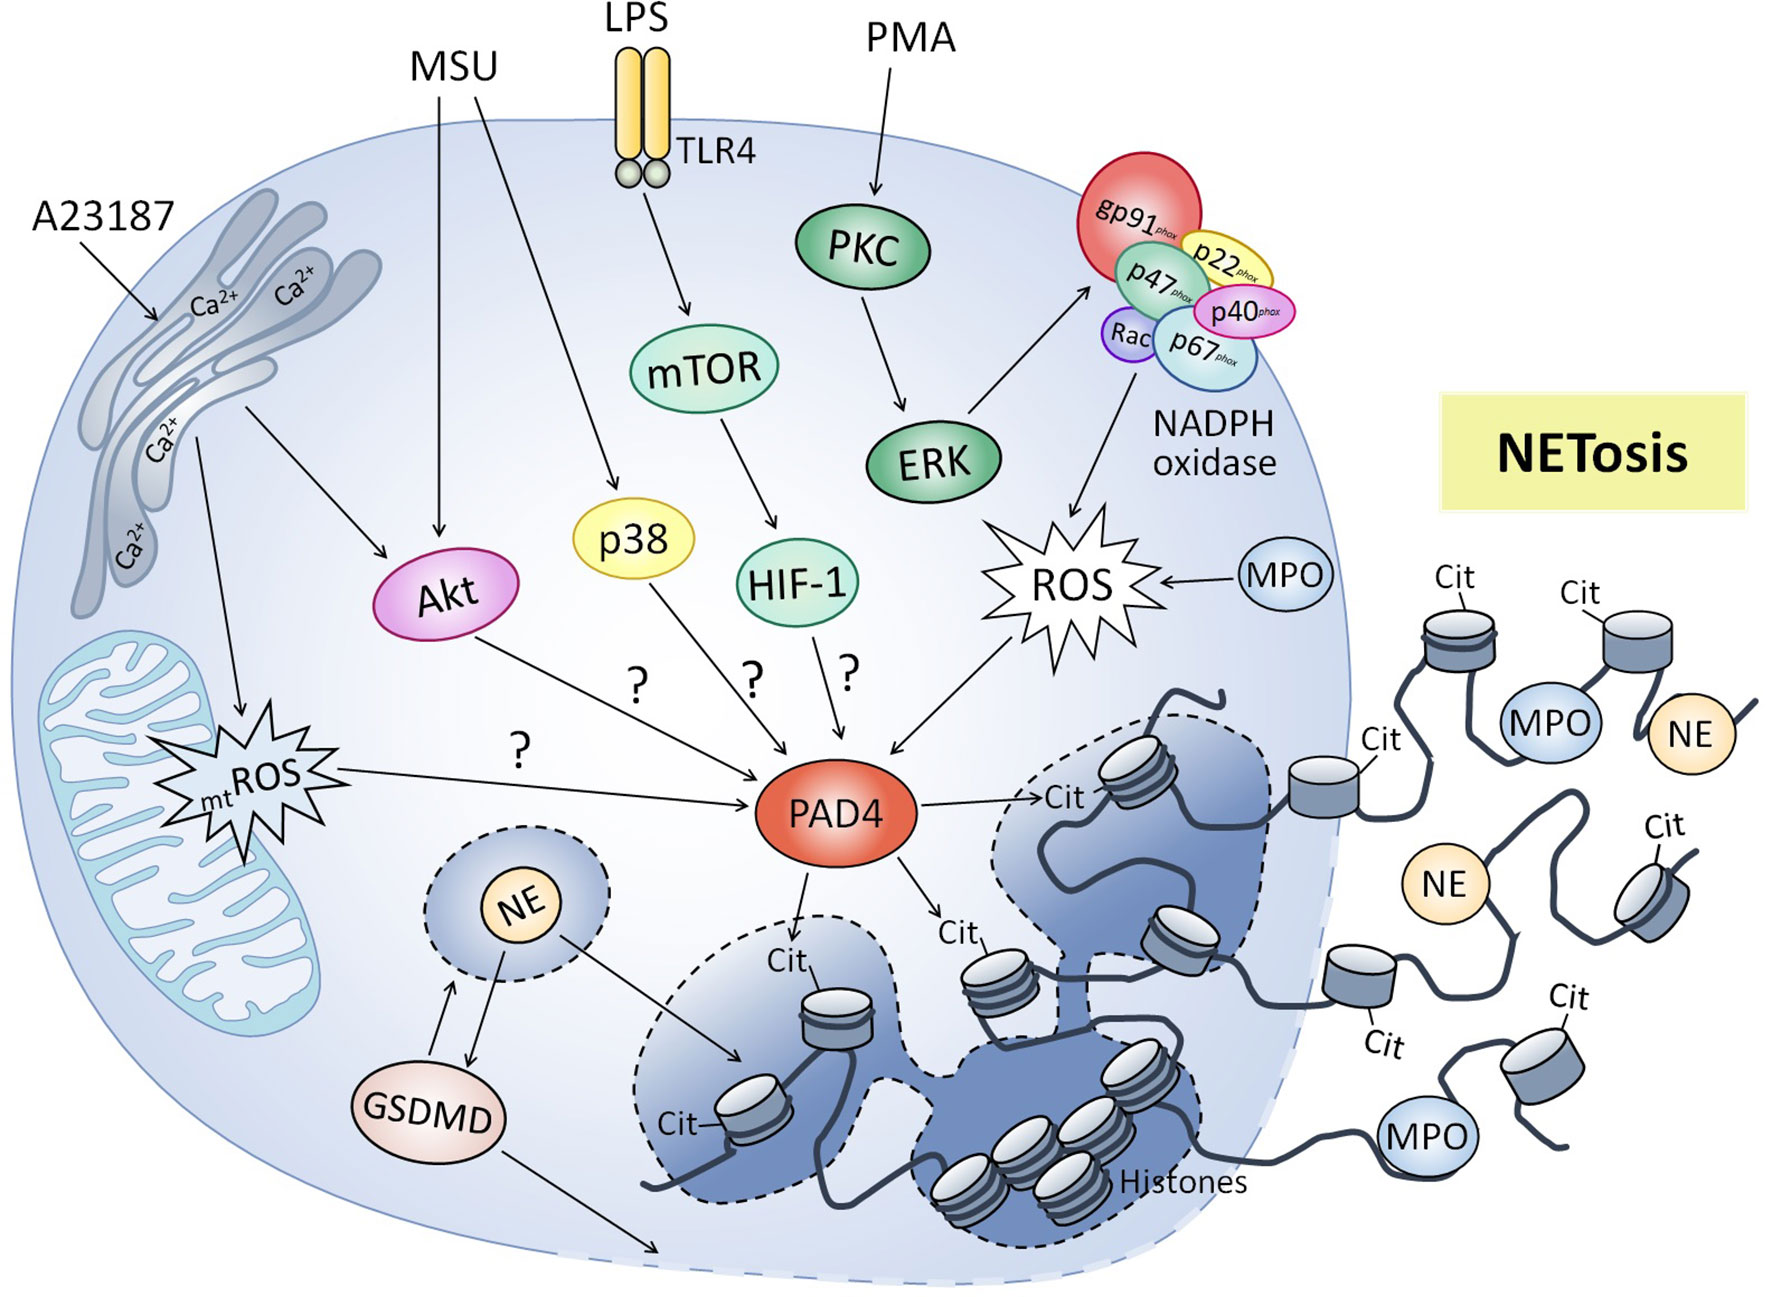 LPS
MSU
PMA
TLR4
A23187
gp91phox
PKC
p22phox
p47phox
Ca2+
Ca2+
p40phox
Rac
p67phox
mTOR
NADPH
oxidase
Ca2+
ERK
NETosis
p38
Ca2+
Akt
HIF-1
ROS
MPO
Cit
Cit
?
?
?
MPO
NE
Cit
?
mtROS
PAD4
Cit
Cit
NE
NE
Cit
Cit
Cit
Cit
GSDMD
Cit
MPO
Histones